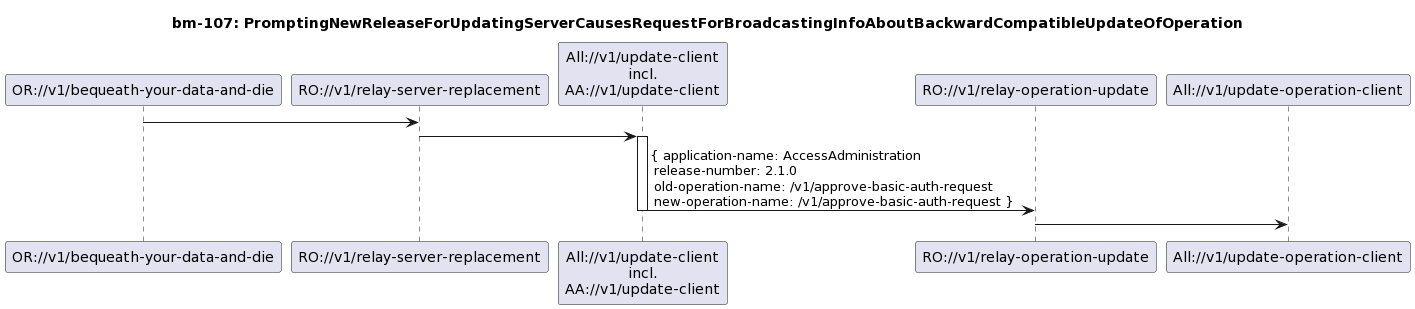 bm-107: PromptingNewReleaseForUpdatingServerCausesRequestForBroadcastingInfoAboutBackwardCompatibleUpdateOfOperation
OR://v1/bequeath-your-data-and-die
RO://v1/relay-server-replacement
All://v1/update-client
incl.
AA://v1/update-client
RO://v1/relay-operation-update
All://v1/update-operation-client
{ application-name: AccessAdministration
release-number: 2.1.0
old-operation-name: /v1/approve-basic-auth-request
new-operation-name: /v1/approve-basic-auth-request }
OR://v1/bequeath-your-data-and-die
RO://v1/relay-server-replacement
All://v1/update-client
incl.
AA://v1/update-client
RO://v1/relay-operation-update
All://v1/update-operation-client